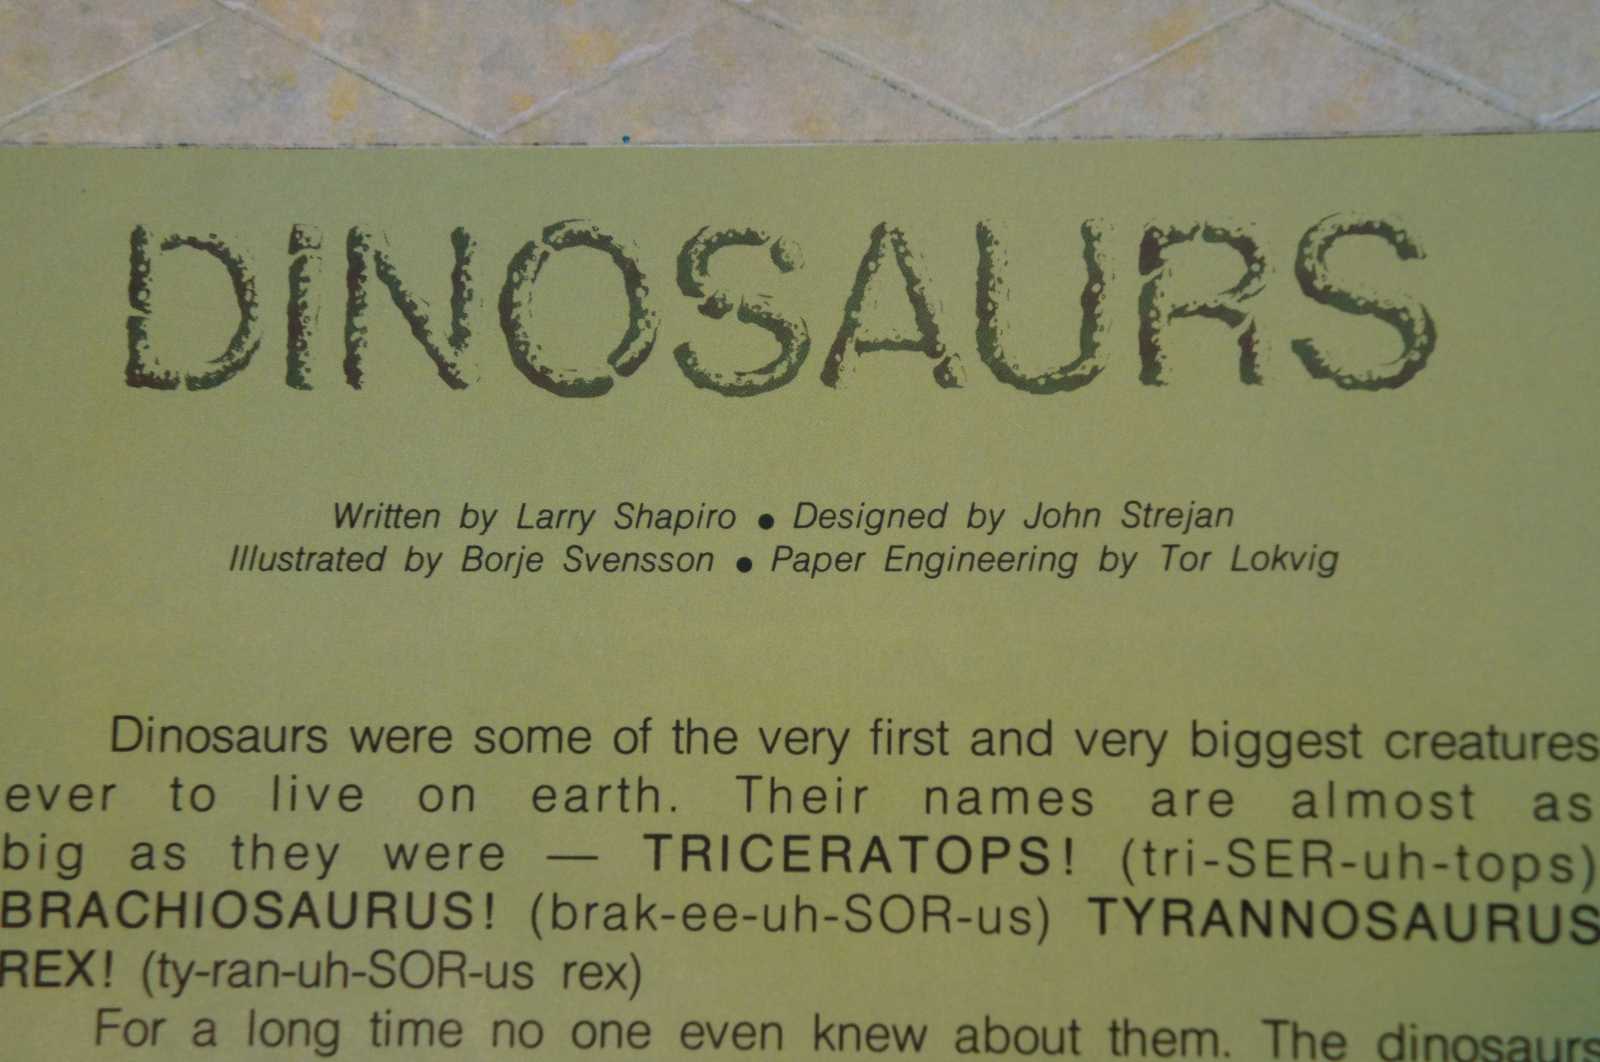 DINOSAURS
Written by Larry Shapiro ● Designed by John Strejan
Illustrated by Borje Svensson ● Paper Engineering by Tor Lokvig
Dinosaurs were some of the very first and very biggest creatures
ever to live on earth. Their names are almost as
big as they were — TRICERATOPS! (tri-SER-uh-tops)
BRACHIOSAURUS! (brak-ee-uh-SOR-us) TYRANNOSAURUS
REX! (ty-ran-uh-SOR-us rex)
For a long time no one even knew about them. The dinosaurs